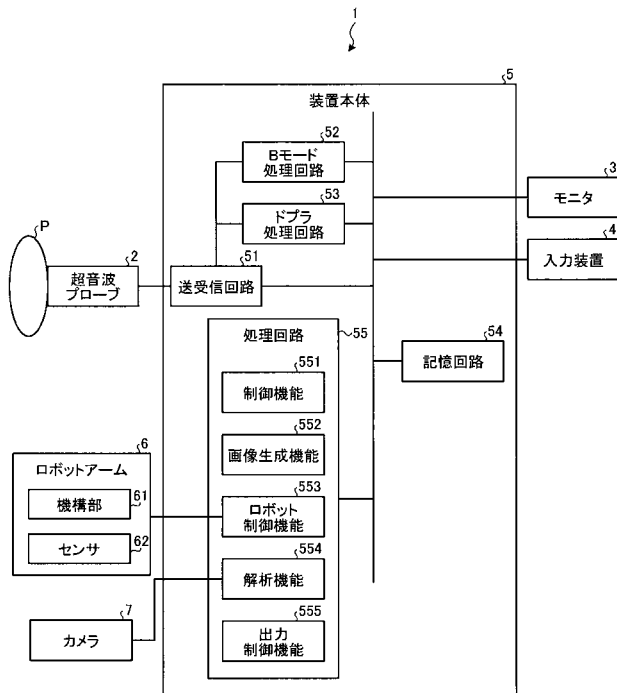 1
5
装置本体
52
Bモード
処理回路
3
モニタ
53
ドプラ
処理回路
P
2
超音波
プローブ
51
送受信回路
4
入力装置
処理回路
55
54
記憶回路
551
制御機能
552
画像生成機能
6
ロボットアーム
61
機構部
62
センサ
553
ロボット
制御機能
554
解析機能
7
カメラ
555
出力
制御機能